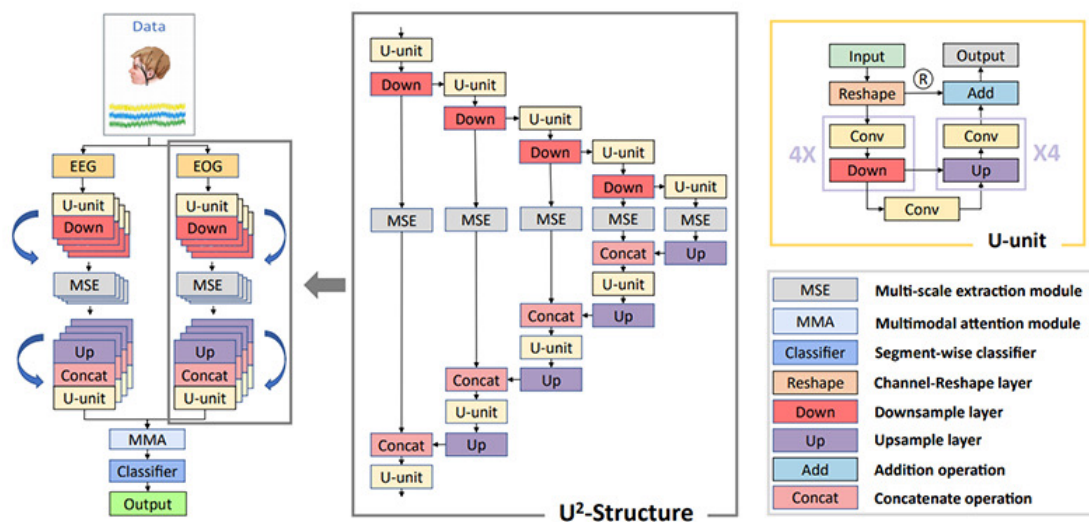 Data
EEG
EOG
U-unit
U-unit
Down
Down
MSE
MSE
Up
Up
Concat
Concat
U-unit
U-unit
MMA
Classifier
Output
U-unit
Down
U-unit
Down
U-unit
Down
U-unit
Down
U-unit
MSE
MSE
MSE
MSE
MSE
Concat
Up
U-unit
Concat
Up
U-unit
Concat
Up
U-unit
Concat
Up
U-unit
U²-Structure
Input
Output
R
Reshape
Add
Conv
Conv
4X
X4
Down
Up
Conv
U-unit
MSE Multi-scale extraction module
MMA Multimodal attention module
Classifier Segment-wise classifier
Reshape Channel-Reshape layer
Down Downsample layer
Up Upsample layer
Add Addition operation
Concat Concatenate operation